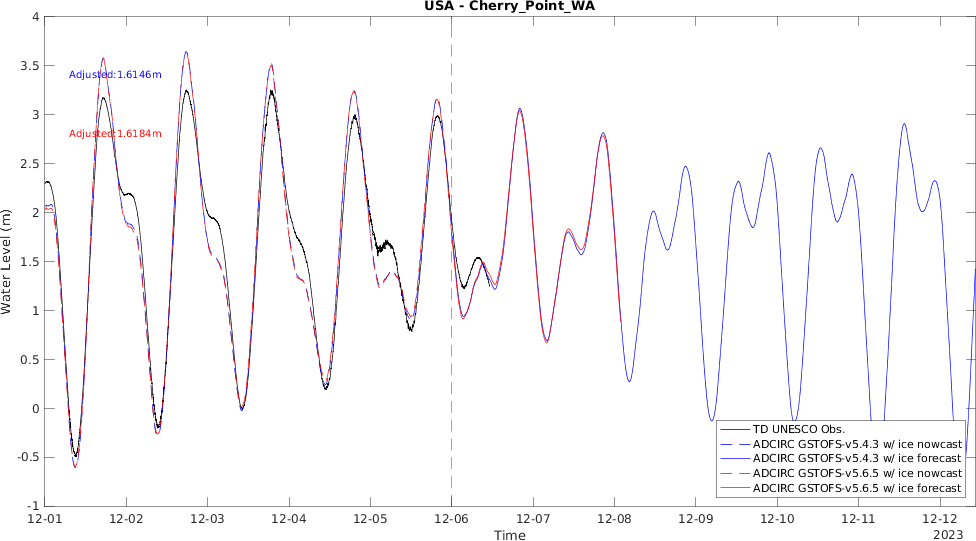 USA - Cherry_Point_WA
4
3.5
3
2.5
2
1.5
1
0.5
0
-0.5
-1
Water Level (m)
Adjusted:1.6146m
Adjusted:1.6184m
TD UNESCO Obs.
ADCIRC GSTOFS-v5.4.3 w/ ice nowcast
ADCIRC GSTOFS-v5.4.3 w/ ice forecast
ADCIRC GSTOFS-v5.6.5 w/ ice nowcast
ADCIRC GSTOFS-v5.6.5 w/ ice forecast
12-01 12-02 12-03 12-04 12-05 12-06 12-07 12-08 12-09 12-10 12-11 12-12
Time
2023